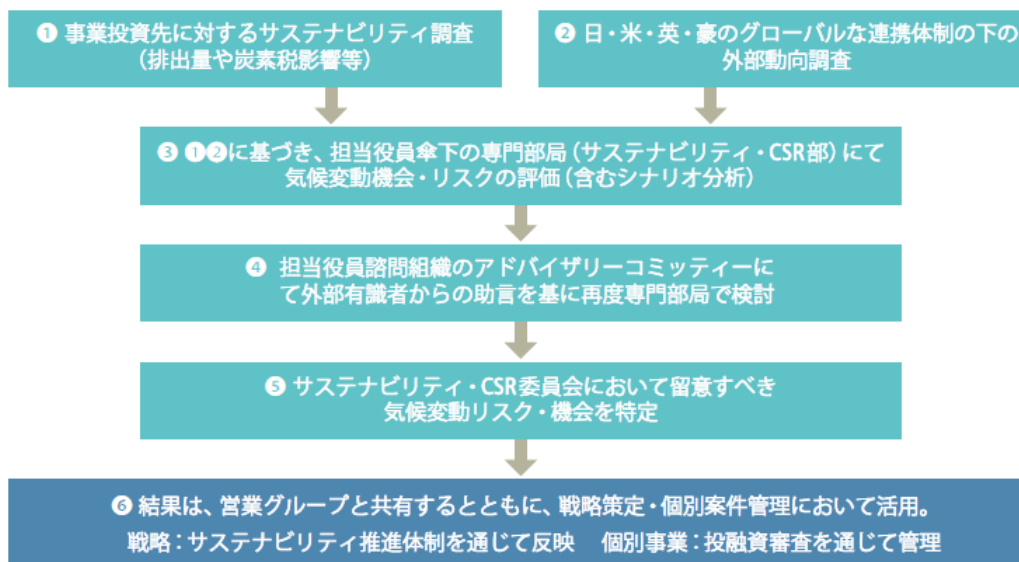 ❶ 事業投資先に対するサステナビリティ調査
（排出量や炭素税影響等）
❷ 日・米・英・豪のグローバルな連携体制の下の
外部動向調査
❸ ❶❷に基づき、担当役員傘下の専門部局（サステナビリティ・CSR部）にて
気候変動機会・リスクの評価（含むシナリオ分析）
❹ 担当役員諮問組織のアドバイザリーコミッティーに
て外部有識者からの助言を基に再度専門部局で検討
❺ サステナビリティ・CSR委員会において留意すべき
気候変動リスク・機会を特定
❻ 結果は、営業グループと共有するとともに、戦略策定・個別案件管理において活用。
戦略：サステナビリティ推進体制を通じて反映　個別事業：投融資審査を通じて管理